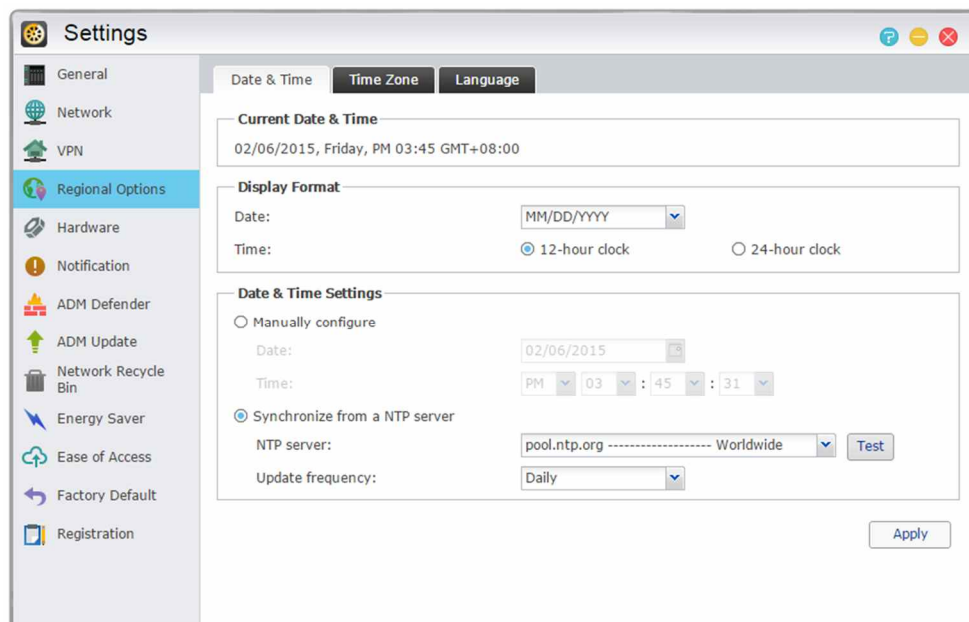 Settings
General
Network
VPN
Regional Options
Hardware
Notification
ADM Defender
ADM Update
Network Recycle
Bin
Energy Saver
Ease of Access
Factory Default
Registration
Date & Time Time Zone Language
Current Date & Time
02/06/2015, Friday, PM 03:45 GMT+08:00
Display Format
Date: MM/DD/YYYY
Time: 12-hour clock 24-hour clock
Date & Time Settings
Manually configure
Date: 02/06/2015
Time: PM 03 : 45 : 31
Synchronize from a NTP server
NTP server: pool.ntp.org ------------------- Worldwide Test
Update frequency: Daily
Apply